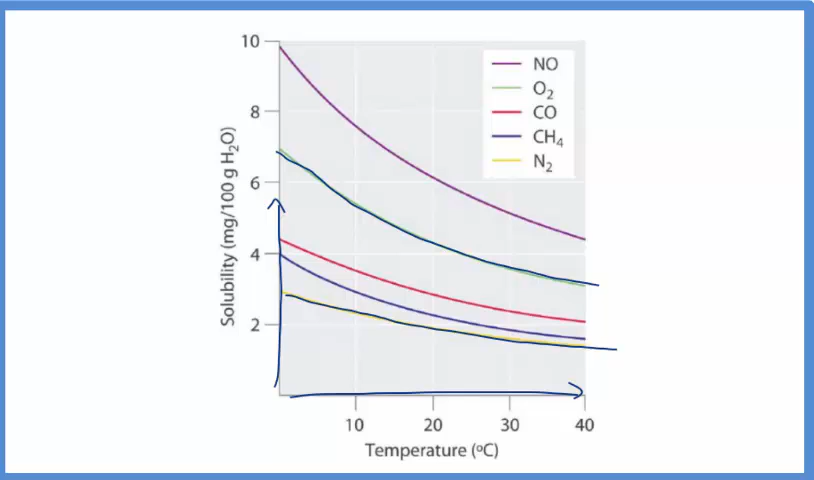 10
8
6
4
2
Solubility (mg/100 g H₂O)
NO
O₂
CO
CH₄
N₂
10 20 30 40
Temperature (ºC)